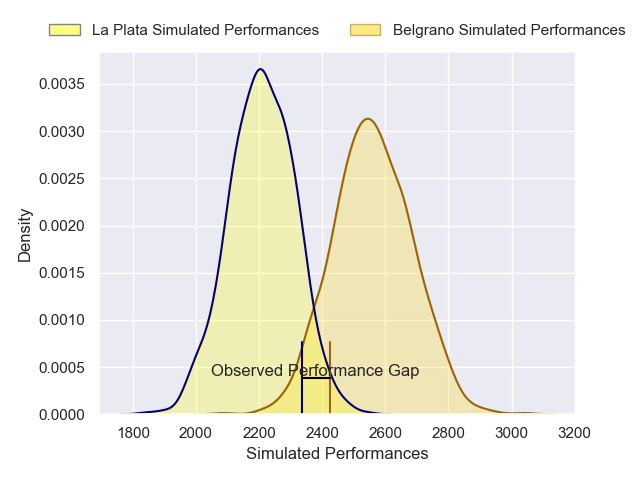 La Plata Simulated Performances
Belgrano Simulated Performances
0.0035
0.0030
0.0025
0.0020
0.0015
0.0010
0.0005
0.0000
Density
Observed Performance Gap
1800 2000 2200 2400 2600 2800 3000 3200
Simulated Performances